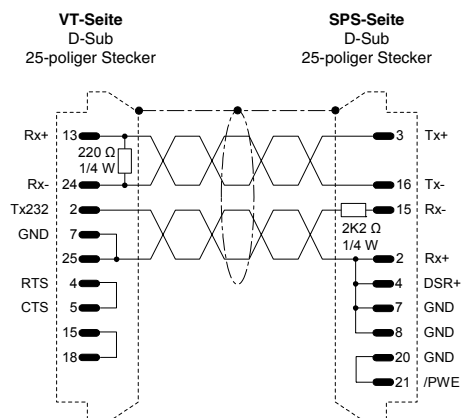 VT-Seite
D-Sub
25-poliger Stecker
SPS-Seite
D-Sub
25-poliger Stecker
Rx+ 13
220 Ω
1/4 W
Rx- 24
Tx232 2
GND 7
25
RTS 4
CTS 5
15
18
3 Tx+
16 Tx-
15 Rx-
2K2 Ω
1/4 W
2 Rx+
4 DSR+
7 GND
8 GND
20 GND
21 /PWE